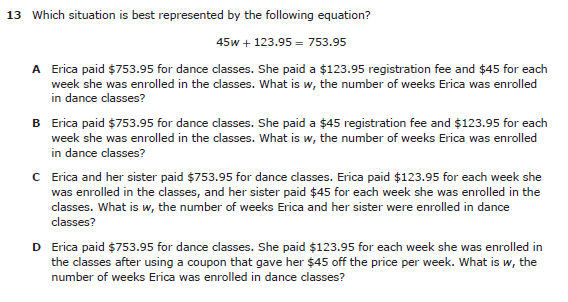 13 Which situation is best represented by the following equation?
45w + 123.95 = 753.95
A Erica paid $753.95 for dance classes. She paid a $123.95 registration fee and $45 for each
week she was enrolled in the classes. What is w, the number of weeks Erica was enrolled
in dance classes?
B Erica paid $753.95 for dance classes. She paid a $45 registration fee and $123.95 for each
week she was enrolled in the classes. What is w, the number of weeks Erica was enrolled
in dance classes?
C Erica and her sister paid $753.95 for dance classes. Erica paid $123.95 for each week she
was enrolled in the classes, and her sister paid $45 for each week she was enrolled in the
classes. What is w, the number of weeks Erica and her sister were enrolled in dance
classes?
D Erica paid $753.95 for dance classes. She paid $123.95 for each week she was enrolled in
the classes after using a coupon that gave her $45 off the price per week. What is w, the
number of weeks Erica was enrolled in dance classes?